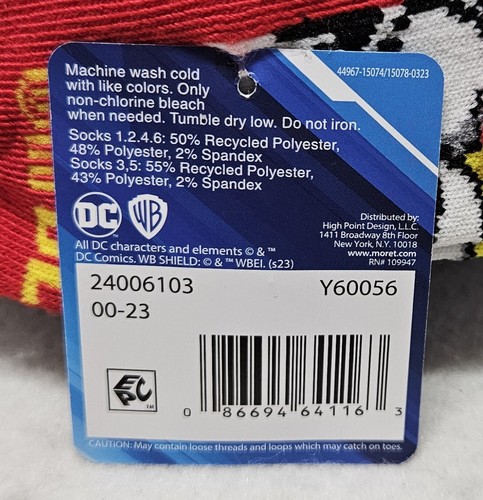 Machine wash cold
with like colors. Only
non-chlorine bleach
when needed. Tumble dry low. Do not iron.
Socks 1.2.4.6: 50% Recycled Polyester,
48% Polyester, 2% Spandex
Socks 3,5: 55% Recycled Polyester,
43% Polyester, 2% Spandex
44967-15074/15078-0323
DC™ WB
All DC characters and elements © & ™
DC Comics. WB SHIELD: © & ™ WBEI. (s23)
Distributed by:
High Point Design, L.L.C.
1411 Broadway 8th Floor
New York, N.Y. 10018
www.moret.com
RN# 109947
24006103
Y60056
00-23
EPC™
0 86694 64116 3
CAUTION: May contain loose threads and loops which may catch on toes.